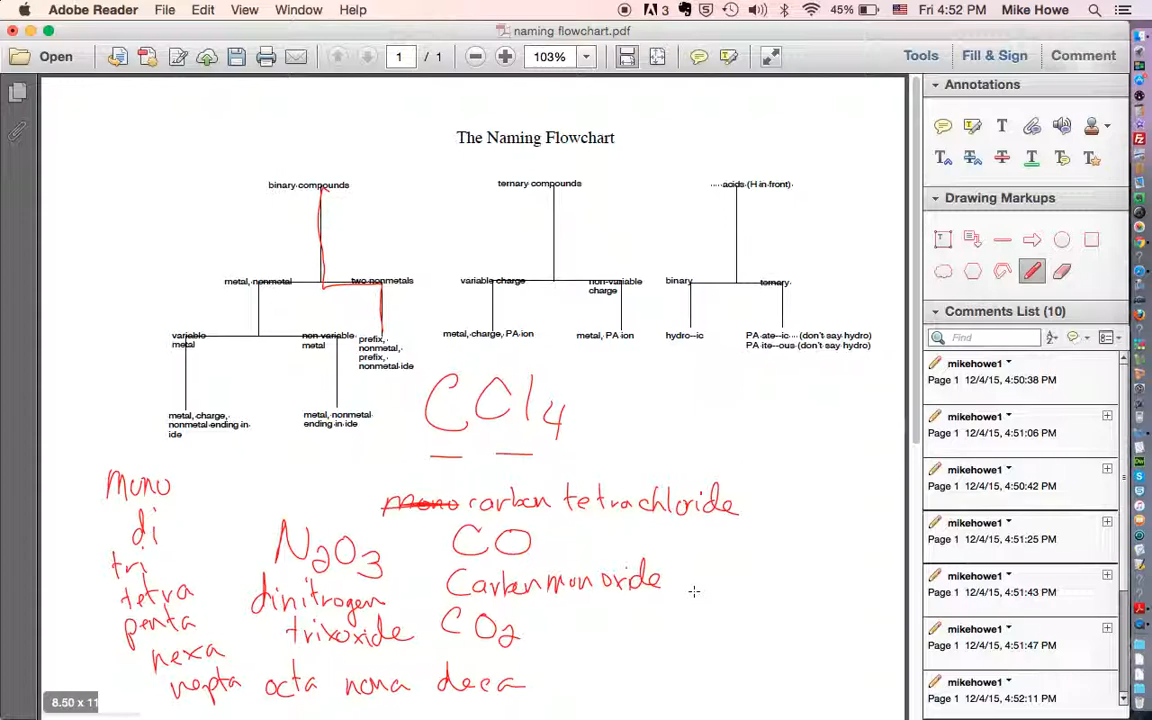 Adobe Reader File Edit View Window Help 3 45% Fri 4:52 PM Mike Howe
naming flowchart.pdf
Open 1 / 1 103% Tools Fill & Sign Comment
Annotations
The Naming Flowchart
binary compounds ternary compounds acids (H in front)
Drawing Markups
metal, nonmetal two nonmetals variable charge non-variable charge binary ternary
Comments List (10)
Find
variable metal non variable metal prefix, nonmetal, prefix, nonmetal ide metal, charge, PA ion metal, PA ion hydro--ic PA ate--ic (don't say hydro)
PA ite--ous (don't say hydro)
metal, charge, nonmetal ending in ide metal, nonmetal ending in ide
CCl4
mono
di
tri
tetra
penta
hexa
hepta octa nona deca
N2O3
dinitrogen
trixoxide
mono carbon tetrachloride
CO
Carbon monoxide
CO2
mikehowe1
Page 1 12/4/15, 4:50:38 PM
mikehowe1
Page 1 12/4/15, 4:51:06 PM
mikehowe1
Page 1 12/4/15, 4:50:42 PM
mikehowe1
Page 1 12/4/15, 4:51:25 PM
mikehowe1
Page 1 12/4/15, 4:51:43 PM
mikehowe1
Page 1 12/4/15, 4:51:47 PM
mikehowe1
Page 1 12/4/15, 4:52:11 PM
8.50 x 11